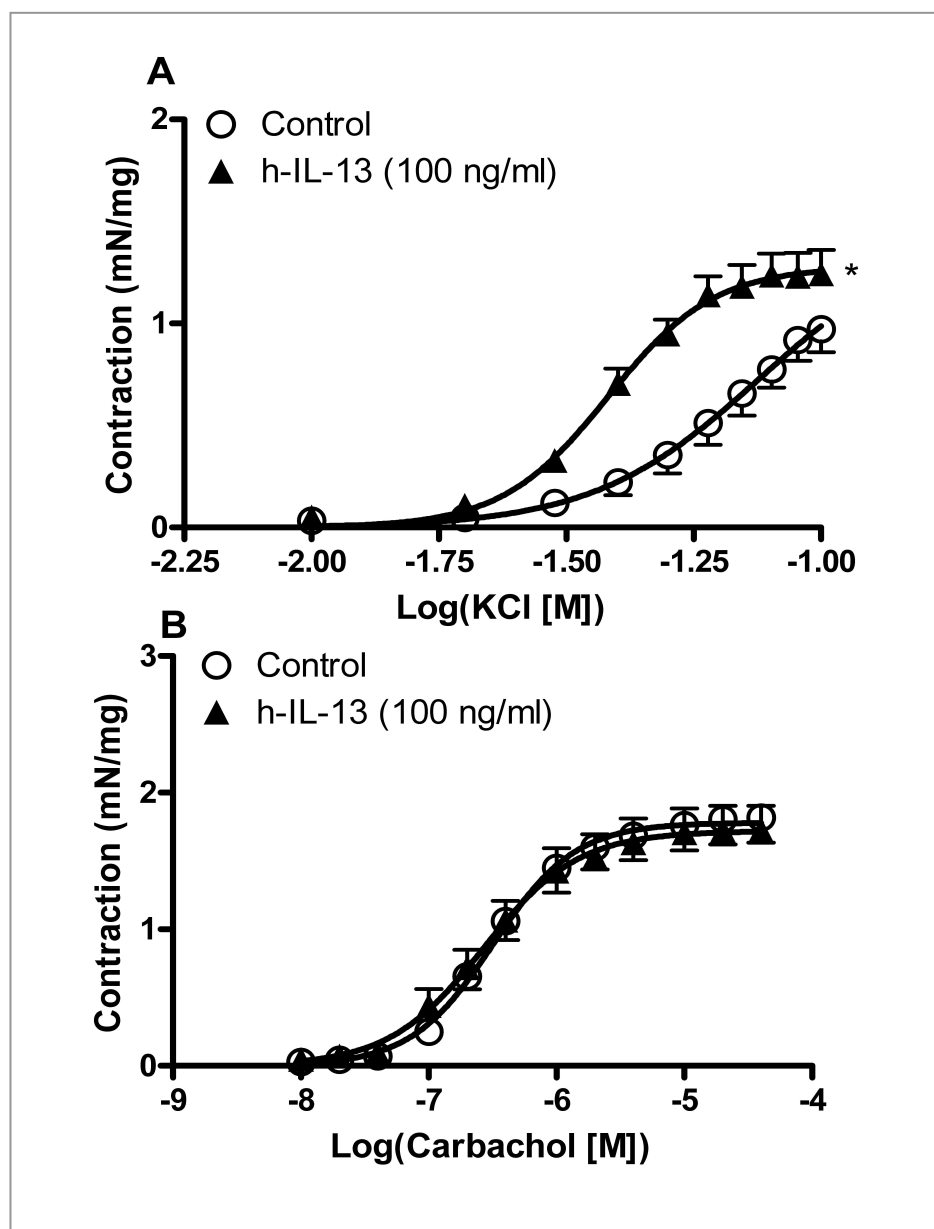 A
2
Control
h-IL-13 (100 ng/ml)
Contraction (mN/mg)
1
*
0
-2.25 -2.00 -1.75 -1.50 -1.25 -1.00
Log(KCl [M])
B
3
Control
h-IL-13 (100 ng/ml)
Contraction (mN/mg)
2
1
0
-9 -8 -7 -6 -5 -4
Log(Carbachol [M])